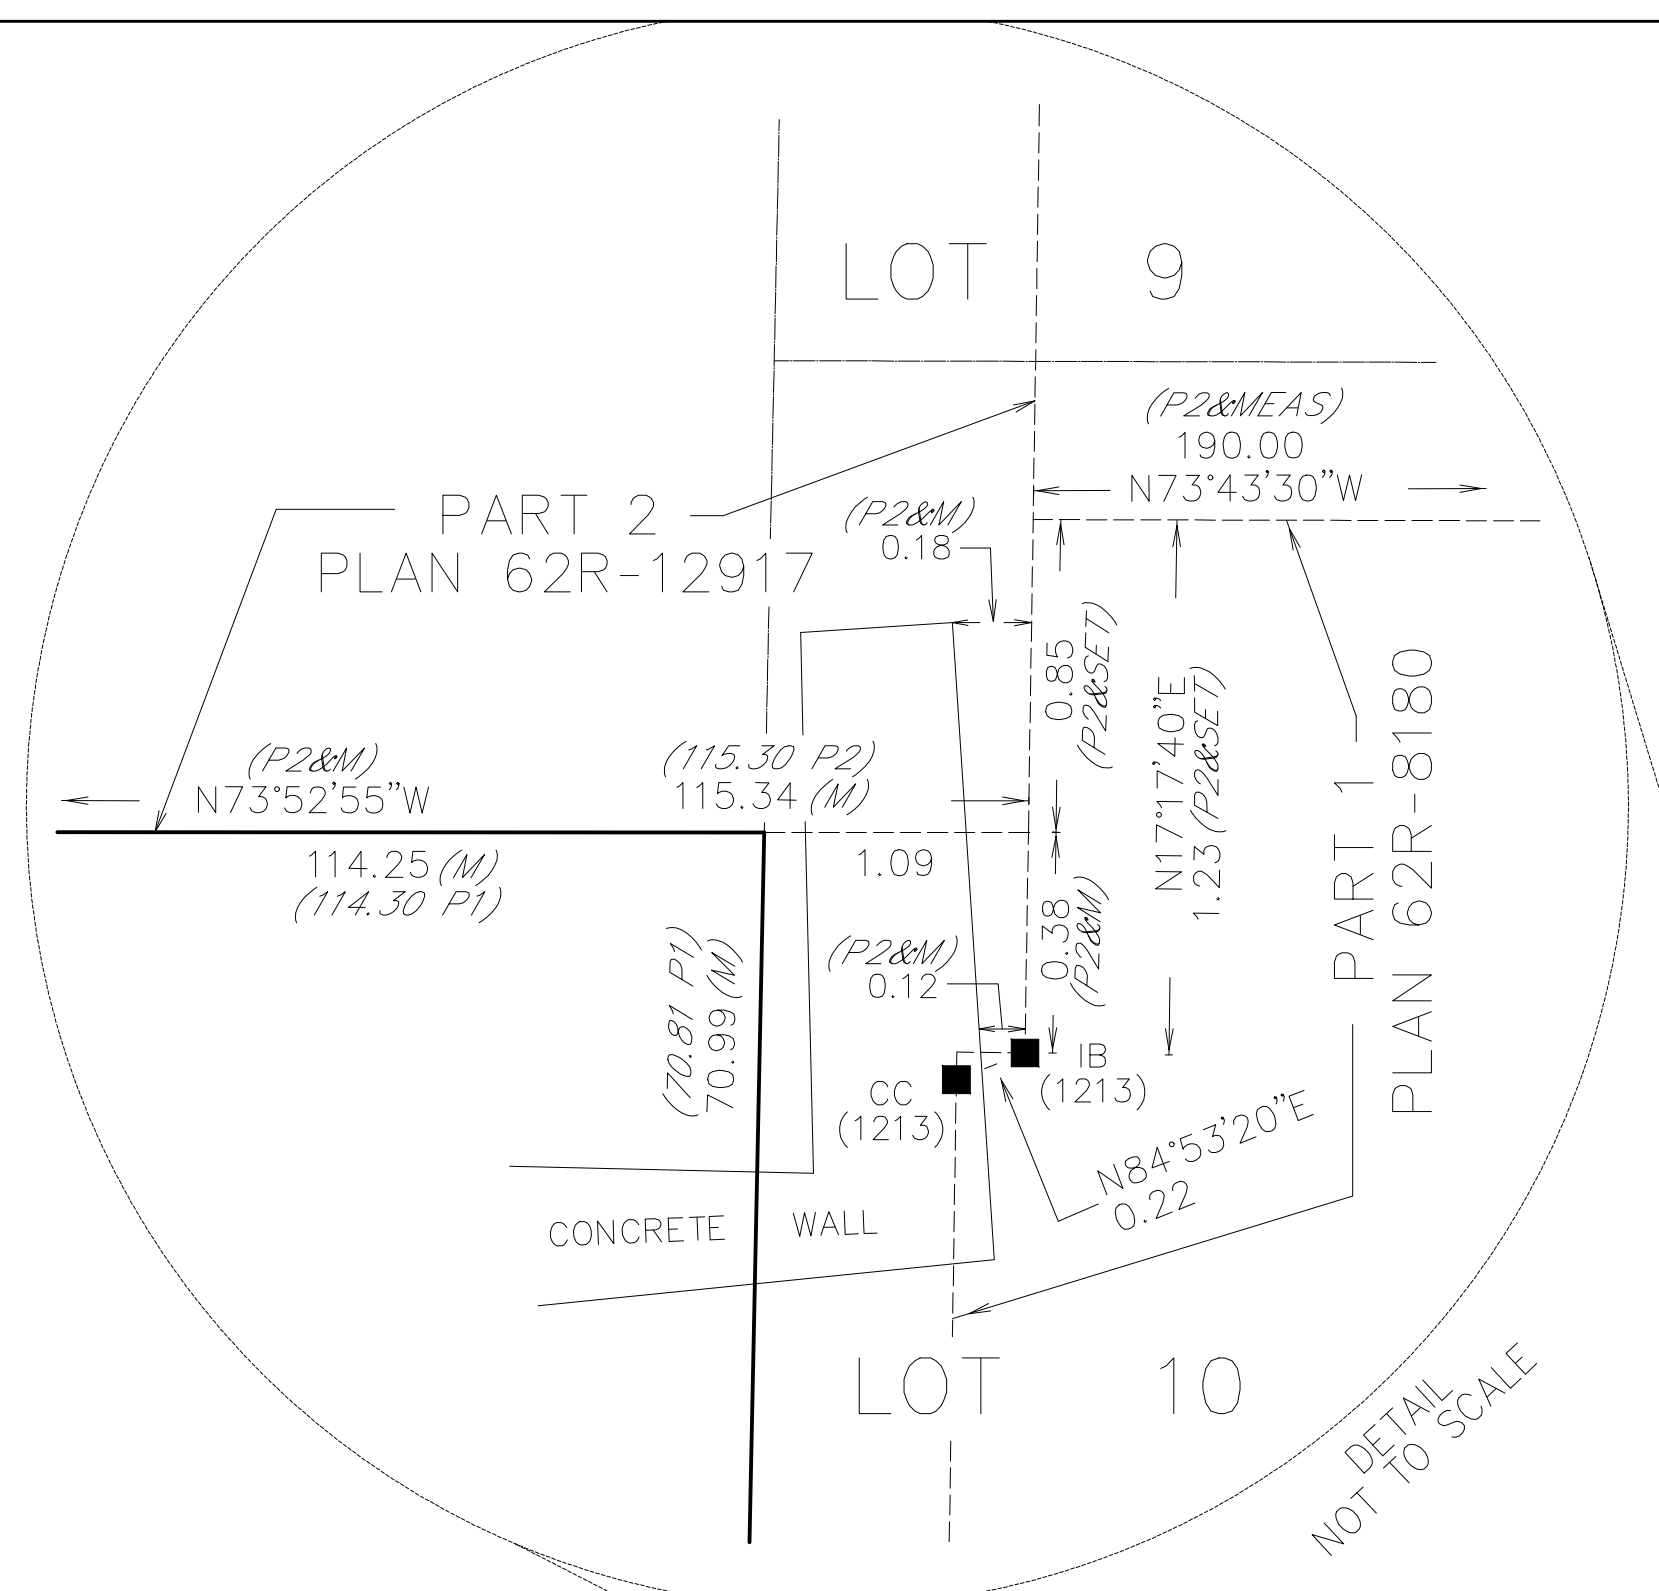 LOT 9
(P2&MEAS)
190.00
N73°43'30"W
PART 2
PLAN 62R-12917
(P2&M)
0.18
0.85
(P2&SET)
N17°17'40"E
1.23 (P2&SET)
PART 1
PLAN 62R-8180
(P2&M)
N73°52'55"W
(115.30 P2)
115.34 (M)
114.25 (M)
(114.30 P1)
1.09
0.38
(P2&M)
(70.81 P1)
70.99 (M)
(P2&M)
0.12
IB
(1213)
CC
(1213)
N84°53'20"E
0.22
CONCRETE WALL
LOT 10
DETAIL
NOT TO SCALE